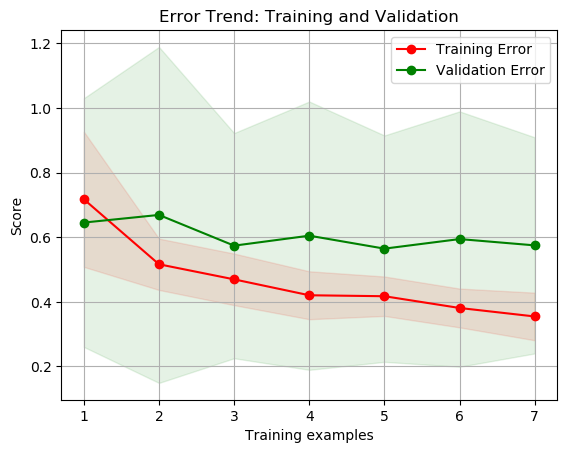 Error Trend: Training and Validation
Training Error
Validation Error
Score
1.2
1.0
0.8
0.6
0.4
0.2
1 2 3 4 5 6 7
Training examples